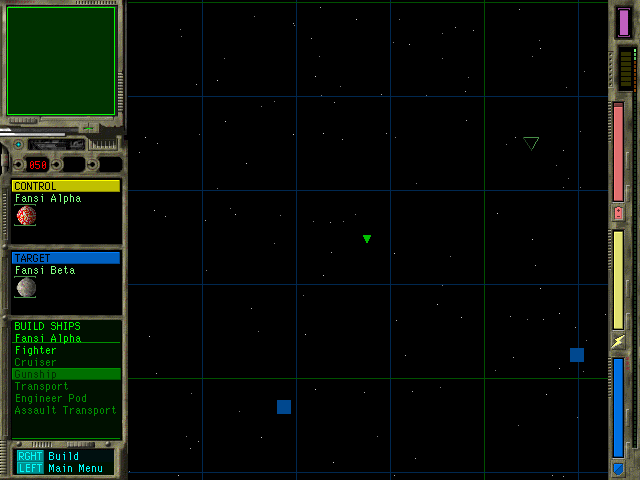 050
CONTROL
Fansi Alpha
TARGET
Fansi Beta
BUILD SHIPS
Fansi Alpha
Fighter
Cruiser
Gunship
Transport
Engineer Pod
Assault Transport
RGHT Build
LEFT Main Menu